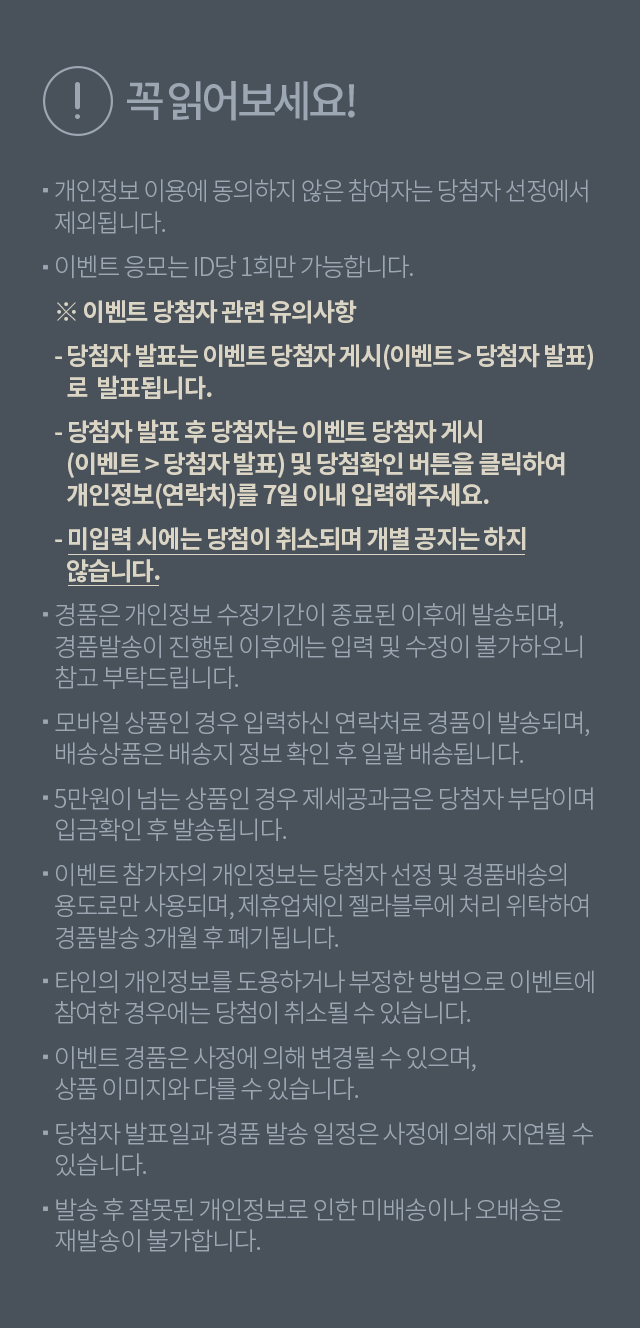 ! 꼭 읽어보세요!
▪ 개인정보 이용에 동의하지 않은 참여자는 당첨자 선정에서
제외됩니다.
▪ 이벤트 응모는 ID당 1회만 가능합니다.
※ 이벤트 당첨자 관련 유의사항
- 당첨자 발표는 이벤트 당첨자 게시(이벤트 > 당첨자 발표)
로 발표됩니다.
- 당첨자 발표 후 당첨자는 이벤트 당첨자 게시
(이벤트 > 당첨자 발표) 및 당첨확인 버튼을 클릭하여
개인정보(연락처)를 7일 이내 입력해주세요.
- 미입력 시에는 당첨이 취소되며 개별 공지는 하지
않습니다.
▪ 경품은 개인정보 수정기간이 종료된 이후에 발송되며,
경품발송이 진행된 이후에는 입력 및 수정이 불가하오니
참고 부탁드립니다.
▪ 모바일 상품인 경우 입력하신 연락처로 경품이 발송되며,
배송상품은 배송지 정보 확인 후 일괄 배송됩니다.
▪ 5만원이 넘는 상품인 경우 제세공과금은 당첨자 부담이며
입금확인 후 발송됩니다.
▪ 이벤트 참가자의 개인정보는 당첨자 선정 및 경품배송의
용도로만 사용되며, 제휴업체인 젤라블루에 처리 위탁하여
경품발송 3개월 후 폐기됩니다.
▪ 타인의 개인정보를 도용하거나 부정한 방법으로 이벤트에
참여한 경우에는 당첨이 취소될 수 있습니다.
▪ 이벤트 경품은 사정에 의해 변경될 수 있으며,
상품 이미지와 다를 수 있습니다.
▪ 당첨자 발표일과 경품 발송 일정은 사정에 의해 지연될 수
있습니다.
▪ 발송 후 잘못된 개인정보로 인한 미배송이나 오배송은
재발송이 불가합니다.